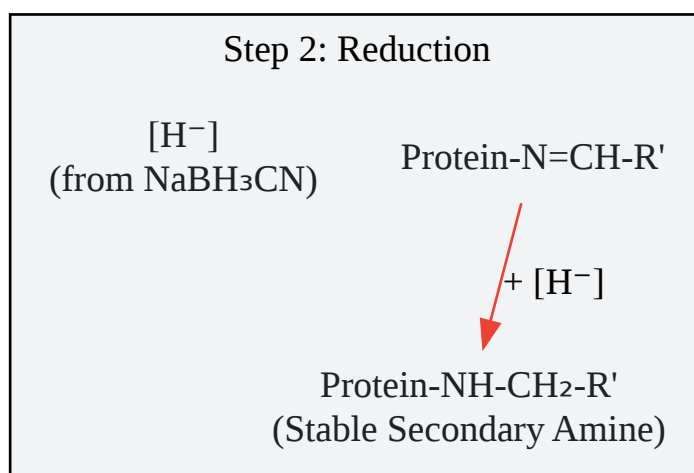 Step 2: Reduction
[H⁻]
(from NaBH₃CN)
Protein-N=CH-R'
+ [H⁻]
Protein-NH-CH₂-R'
(Stable Secondary Amine)